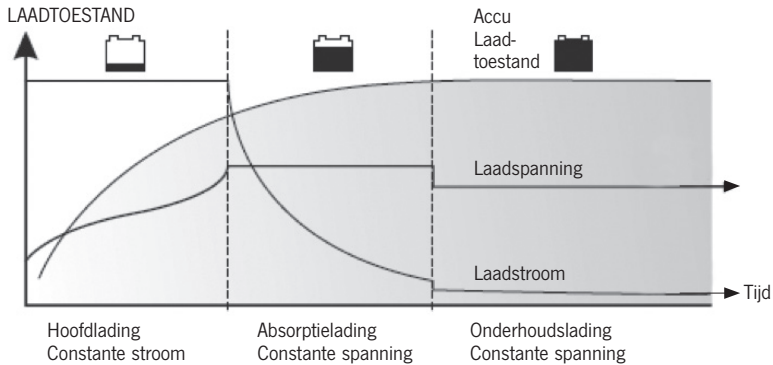 LAADTOESTAND
Accu
Laad-
toestand
Laadspanning
Laadstroom
Tijd
Hoofdlading
Constante stroom
Absorptielading
Constante spanning
Onderhoudslading
Constante spanning